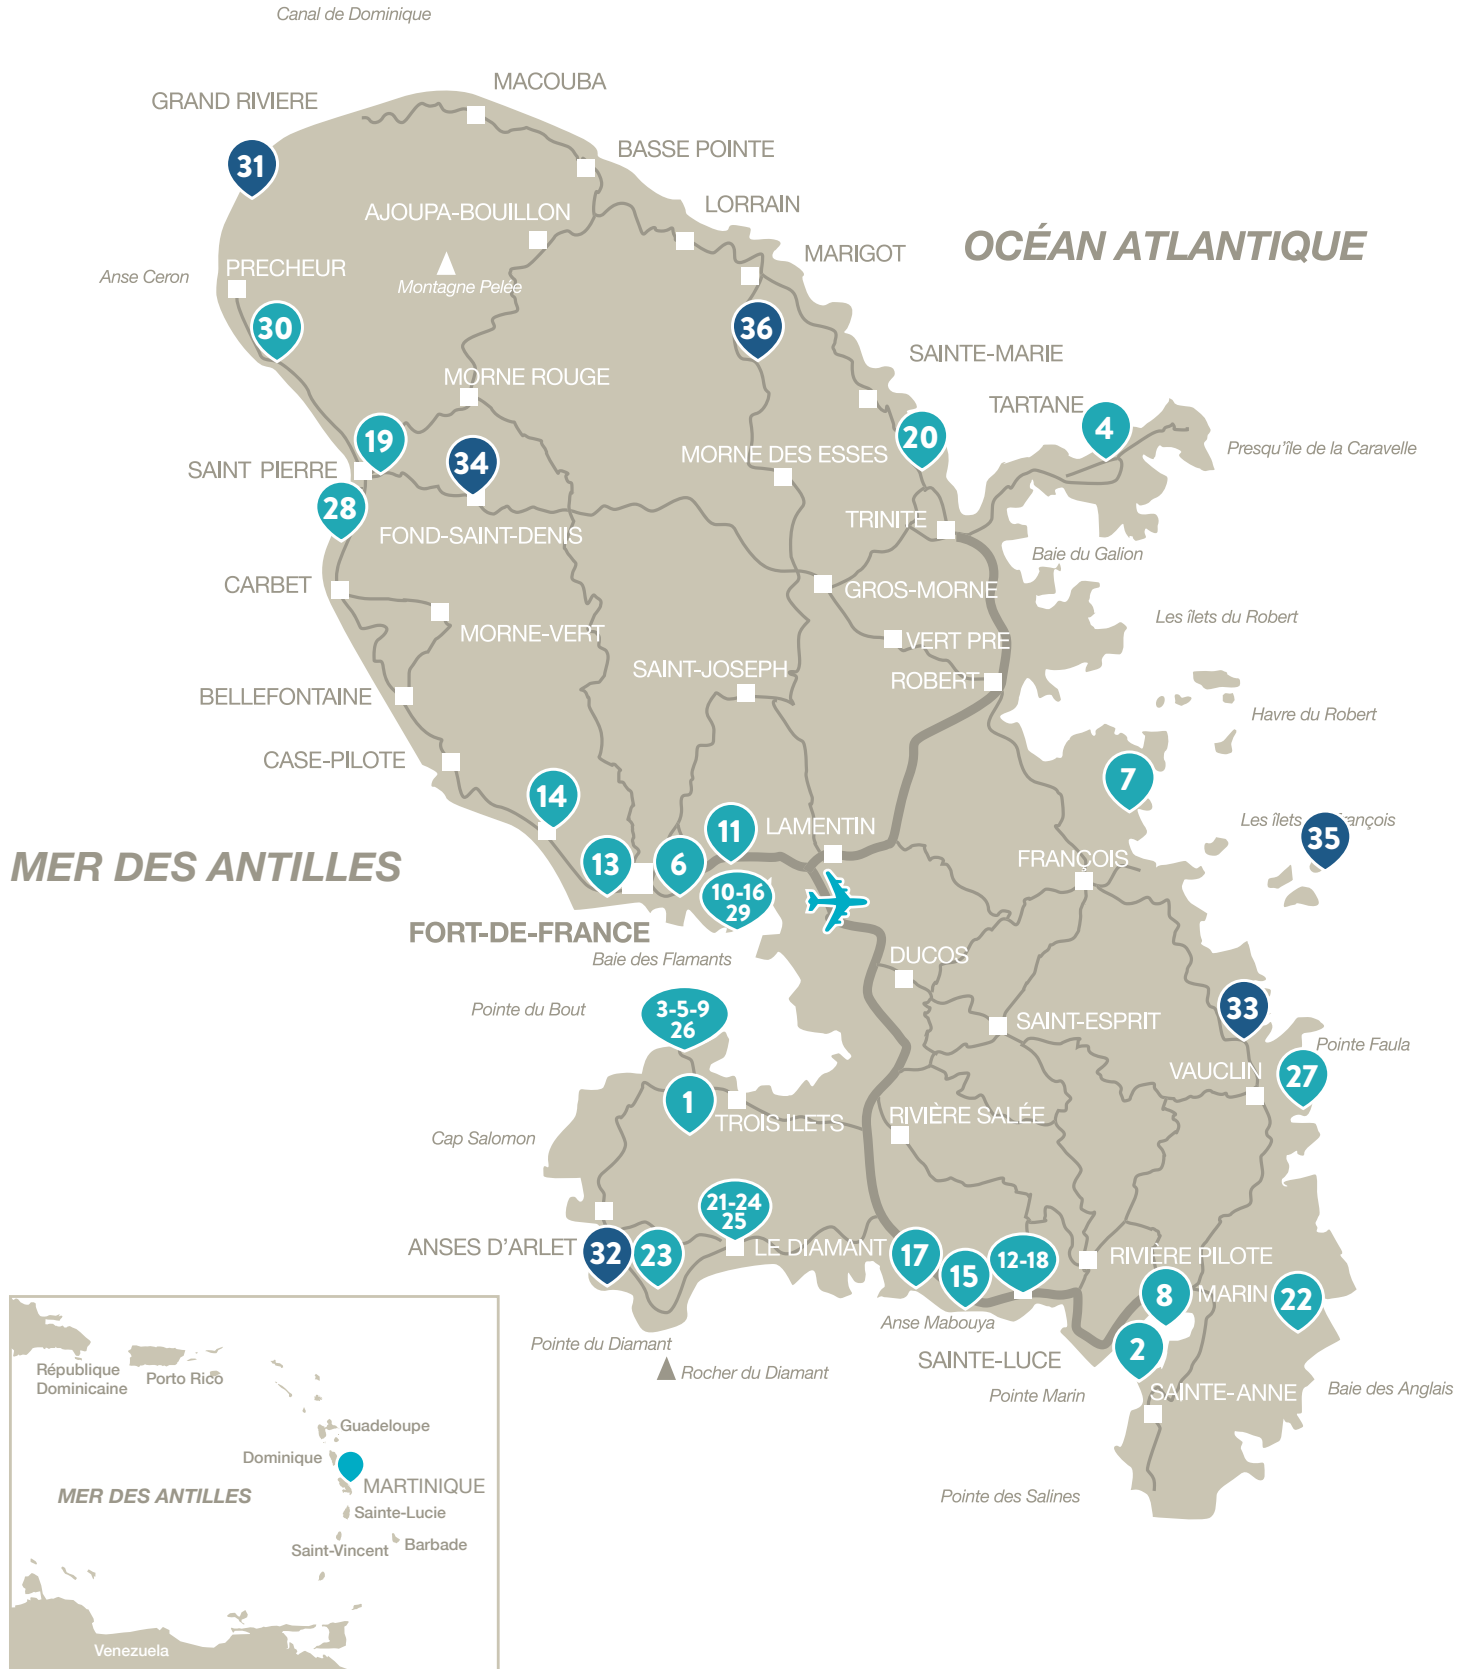 Canal de Dominique
MACOUBA
GRAND RIVIERE
BASSE POINTE
31
LORRAIN
AJOUPA-BOUILLON
OCÉAN ATLANTIQUE
MARIGOT
PRECHEUR
Anse Ceron
Montagne Pelée
30
36
SAINTE-MARIE
MORNE ROUGE
TARTANE
4
19
20
Presqu'île de la Caravelle
MORNE DES ESSES
34
SAINT PIERRE
28
TRINITE
FOND-SAINT-DENIS
Baie du Galion
CARBET
GROS-MORNE
Les îlets du Robert
MORNE-VERT
VERT PRE
SAINT-JOSEPH
ROBERT
BELLEFONTAINE
Havre du Robert
CASE-PILOTE
7
14
Les îlets
ançois
35
11
LAMENTIN
MER DES ANTILLES
13
6
FRANÇOIS
10-16
29
FORT-DE-FRANCE
DUCOS
Baie des Flamants
Pointe du Bout
3-5-9
26
33
SAINT-ESPRIT
Pointe Faula
VAUCLIN
27
1
TROIS ILETS
RIVIÈRE SALÉE
Cap Salomon
21-24
25
ANSES D'ARLET
32
23
LE DIAMANT
17
15
12-18
RIVIÈRE PILOTE
8
MARIN
22
Anse Mabouya
Pointe du Diamant
2
SAINTE-LUCE
Rocher du Diamant
Pointe Marin
SAINTE-ANNE
Baie des Anglais
Pointe des Salines
République
Dominicaine
Porto Rico
Guadeloupe
Dominique
MARTINIQUE
MER DES ANTILLES
Sainte-Lucie
Saint-Vincent
Barbade
Venezuela